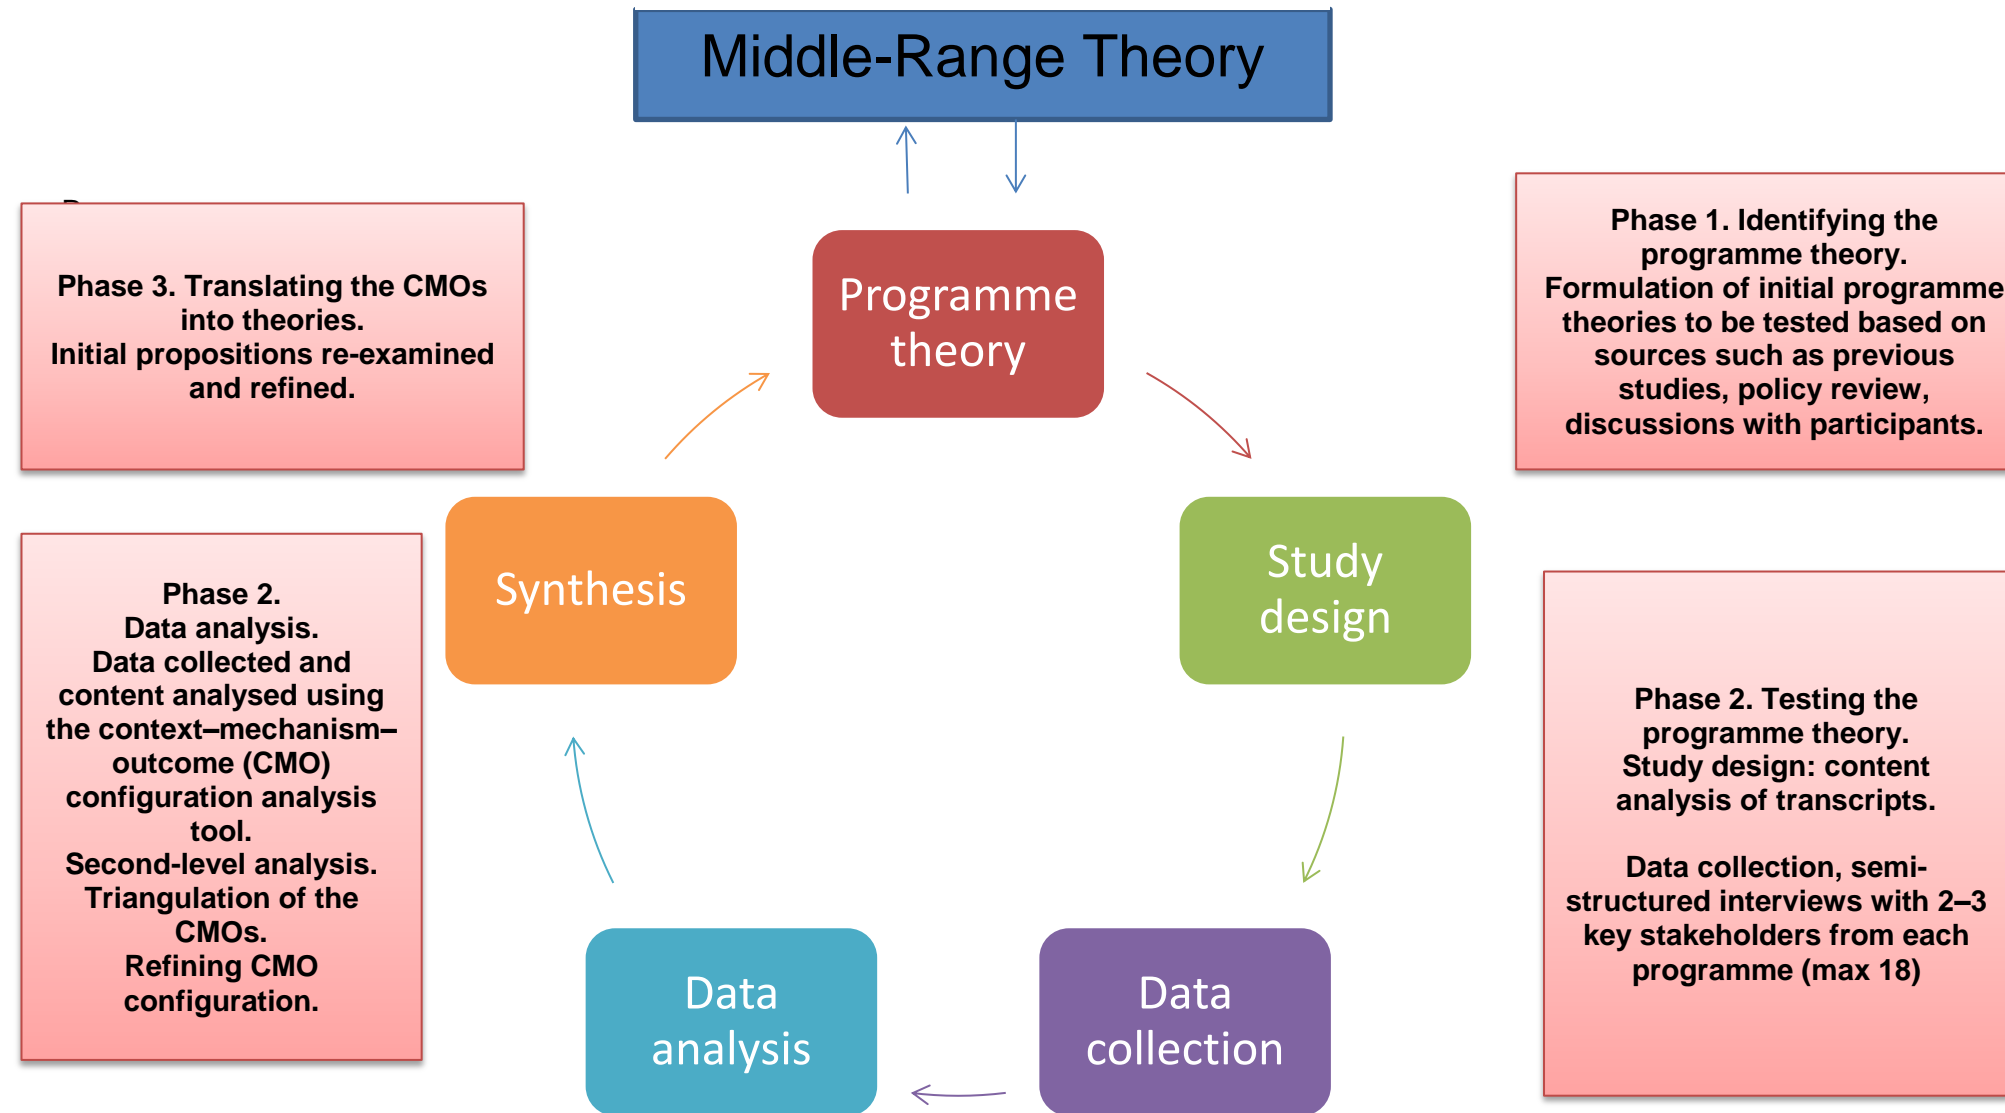 Middle-Range Theory
Phase 3. Translating the CMOs
into theories.
Initial propositions re-examined
and refined.
Programme
theory
Phase 1. Identifying the
programme theory.
Formulation of initial programme
theories to be tested based on
sources such as previous
studies, policy review,
discussions with participants.
Synthesis
Study
design
Phase 2.
Data analysis.
Data collected and
content analysed using
the context–mechanism–
outcome (CMO)
configuration analysis
tool.
Second-level analysis.
Triangulation of the
CMOs.
Refining CMO
configuration.
Phase 2. Testing the
programme theory.
Study design: content
analysis of transcripts.
Data collection, semi-
structured interviews with 2–3
key stakeholders from each
programme (max 18)
Data
analysis
Data
collection